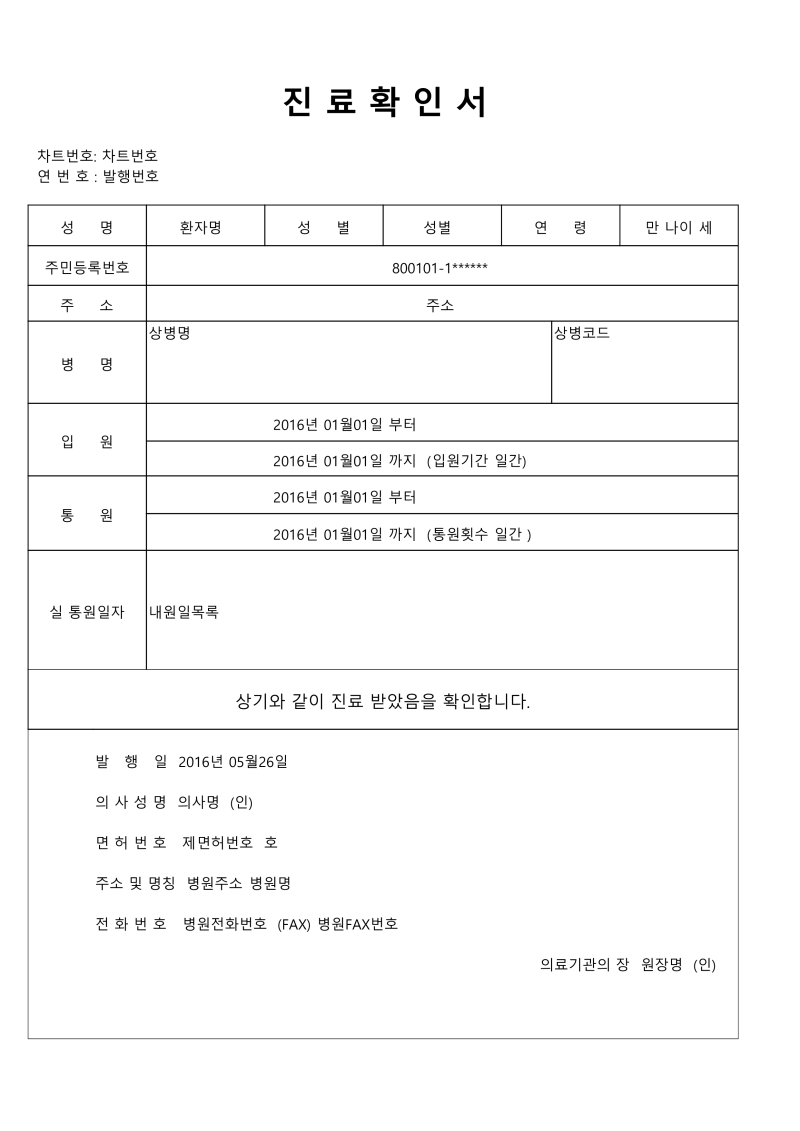 진 료 확 인 서
차트번호: 차트번호
연 번 호 : 발행번호
성 명 환자명 성 별 성별 연 령 만 나이 세
주민등록번호 800101-1******
주 소 주소
병 명 상병명 상병코드
입 원 2016년 01월01일 부터
2016년 01월01일 까지 (입원기간 일간)
통 원 2016년 01월01일 부터
2016년 01월01일 까지 (통원횟수 일간 )
실 통원일자 내원일목록
상기와 같이 진료 받았음을 확인합니다.
발 행 일 2016년 05월26일
의 사 성 명 의사명 (인)
면 허 번 호 제면허번호 호
주소 및 명칭 병원주소 병원명
전 화 번 호 병원전화번호 (FAX) 병원FAX번호
의료기관의 장 원장명 (인)